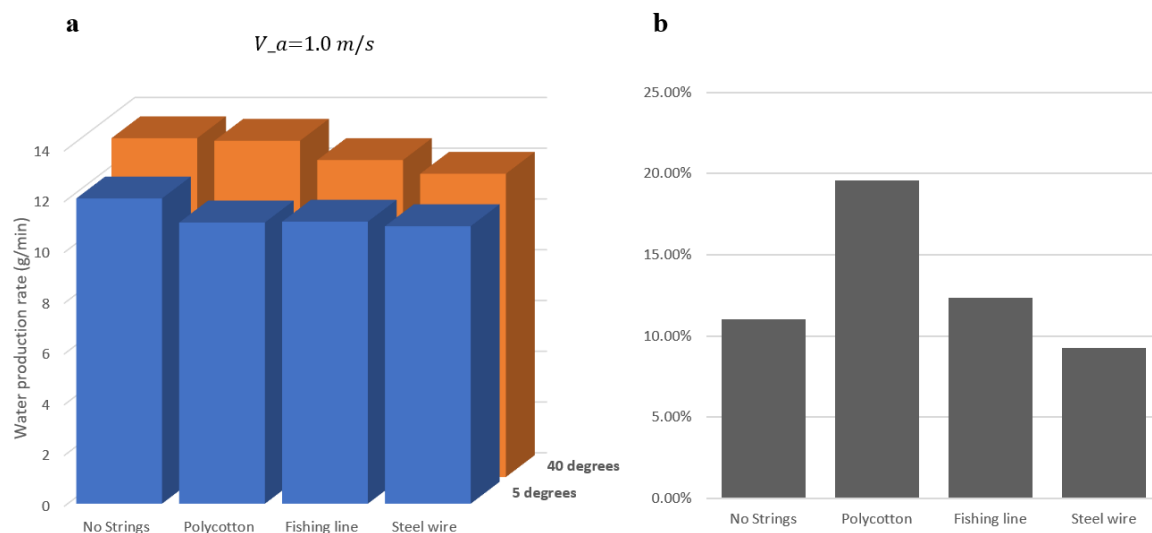 a
V_a=1.0 m/s
Water production rate (g/min)
14
12
10
8
6
4
2
0
No Strings Polycotton Fishing line Steel wire
40 degrees
5 degrees
b
25.00%
20.00%
15.00%
10.00%
5.00%
0.00%
No Strings Polycotton Fishing line Steel wire